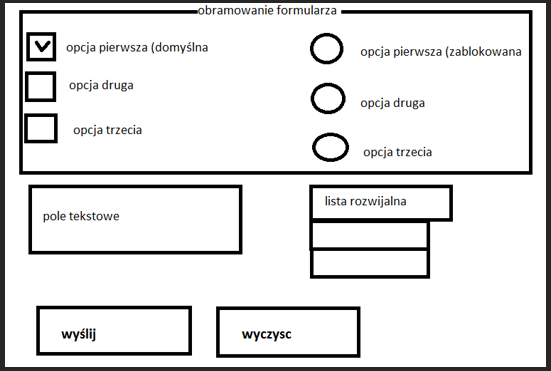 obramowanie formularza
opcja pierwsza (domyślna
opcja druga
opcja trzecia
opcja pierwsza (zablokowana
opcja druga
opcja trzecia
pole tekstowe
lista rozwijalna
wyślij
wyczysc